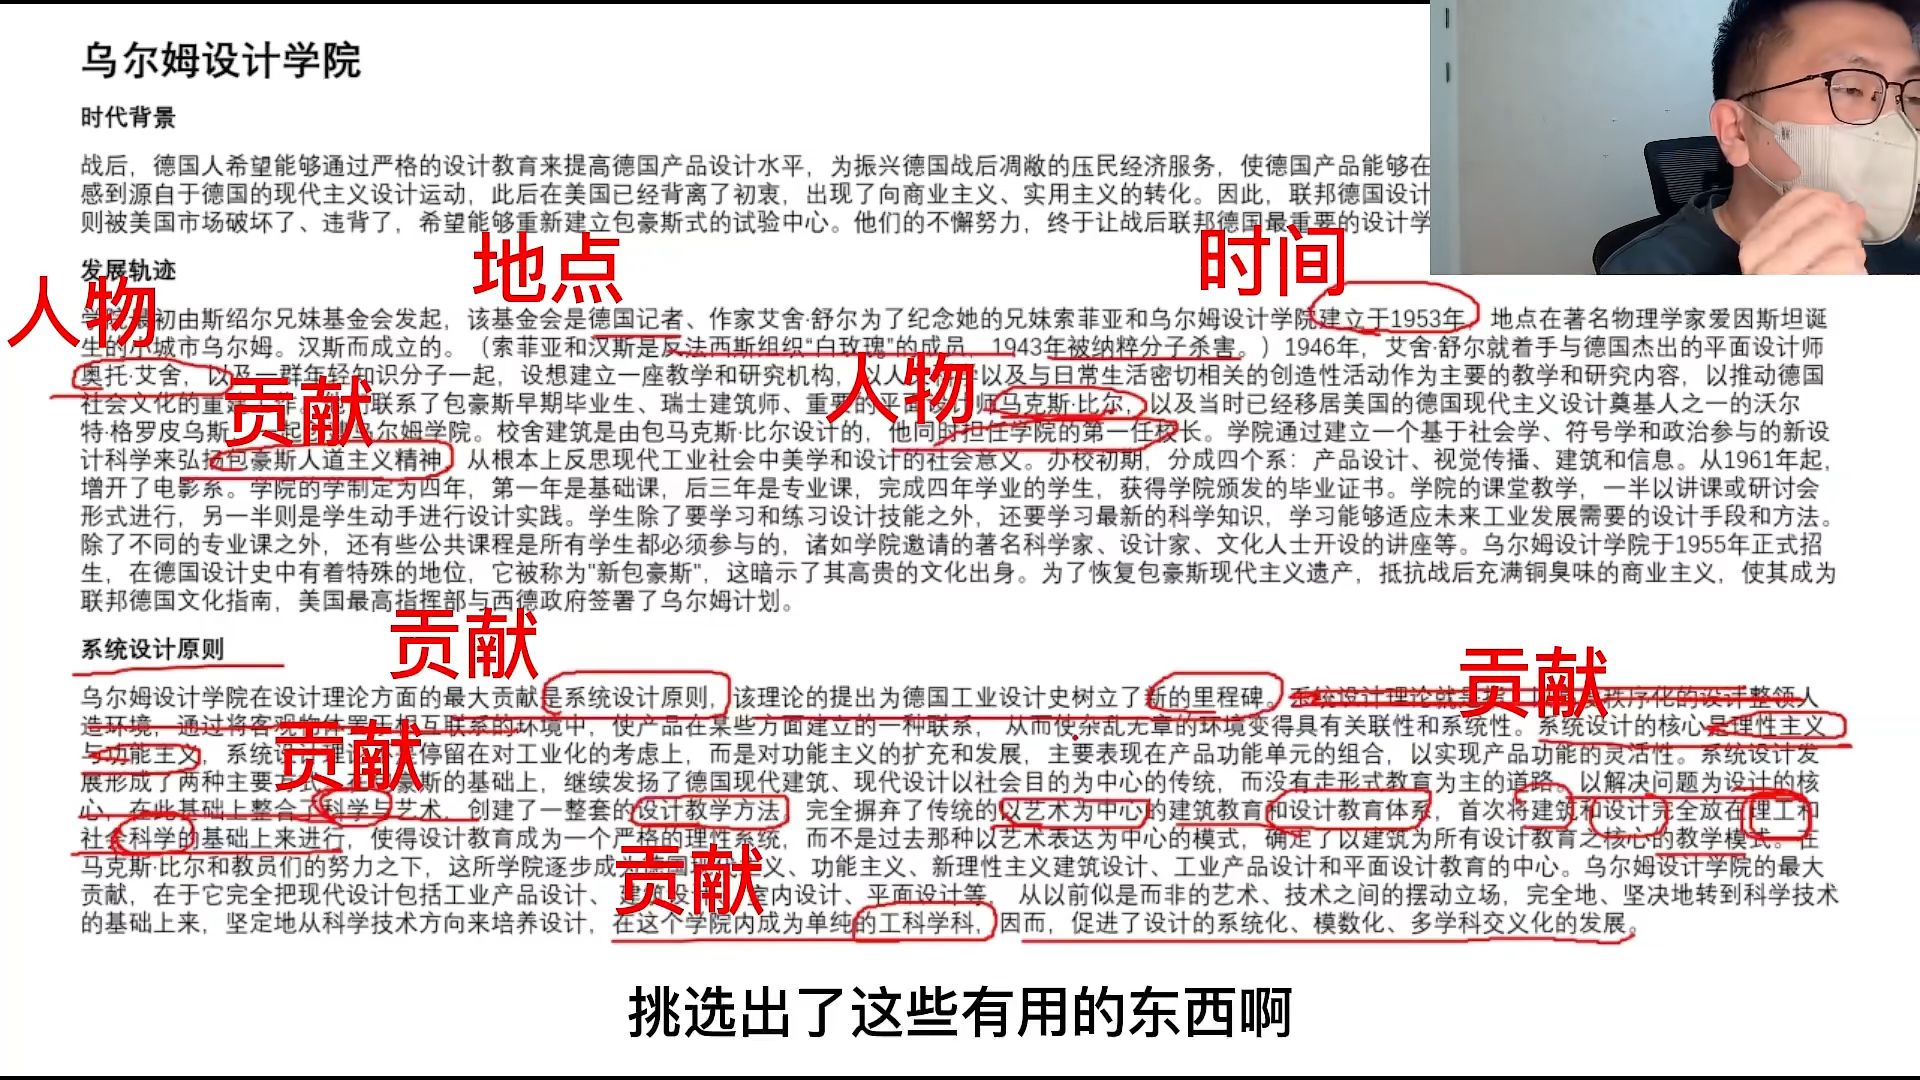 乌尔姆设计学院
时代背景
战后，德国人希望能够通过严格的设计教育来提高德国产品设计水平，为振兴德国战后凋敝的国民经济服务，使德国产品能够在
感到源自于德国的现代主义设计运动，此后在美国已经背离了初衷，出现了向商业主义、实用主义的转化。因此，联邦德国设计
则被美国市场破坏了、违背了，希望能够重新建立包豪斯式的试验中心。他们的不懈努力，终于让战后联邦德国最重要的设计学
地点
时间
发展轨迹
人物
学院最初由斯绍尔兄妹基金会发起，该基金会是德国记者、作家艾舍·舒尔为了纪念她的兄妹索菲亚和乌尔姆设计学院建立于1953年，地点在著名物理学家爱因斯坦诞
生的小城市乌尔姆。汉斯而成立的。（索菲亚和汉斯是反法西斯组织“白玫瑰”的成员，1943年被纳粹分子杀害。）1946年，艾舍·舒尔就着手与德国杰出的平面设计师
奥托·艾舍，以及一群年轻知识分子一起，设想建立一座教学和研究机构，以人 以及与日常生活密切相关的创造性活动作为主要的教学和研究内容，以推动德国
人物
贡献
社会文化的重建 作。他 联系了包豪斯早期毕业生、瑞士建筑师、重要的平面设计师马克斯·比尔，以及当时已经移居美国的德国现代主义设计奠基人之一的沃尔
特·格罗皮乌斯 一起 乌尔姆学院。校舍建筑是由包马克斯·比尔设计的，他同时担任学院的第一任校长。学院通过建立一个基于社会学、符号学和政治参与的新设
计科学来弘扬包豪斯人道主义精神，从根本上反思现代工业社会中美学和设计的社会意义。办校初期，分成四个系：产品设计、视觉传播、建筑和信息。从1961年起，
增开了电影系。学院的学制定为四年，第一年是基础课，后三年是专业课，完成四年学业的学生，获得学院颁发的毕业证书。学院的课堂教学，一半以讲课或研讨会
形式进行，另一半则是学生动手进行设计实践。学生除了要学习和练习设计技能之外，还要学习最新的科学知识，学习能够适应未来工业发展需要的设计手段和方法。
除了不同的专业课之外，还有些公共课程是所有学生都必须参与的，诸如学院邀请的著名科学家、设计家、文化人士开设的讲座等。乌尔姆设计学院于1955年正式招
生，在德国设计史中有着特殊的地位，它被称为"新包豪斯"，这暗示了其高贵的文化出身。为了恢复包豪斯现代主义遗产，抵抗战后充满铜臭味的商业主义，使其成为
联邦德国文化指南，美国最高指挥部与西德政府签署了乌尔姆计划。
贡献
系统设计原则
贡献
乌尔姆设计学院在设计理论方面的最大贡献是系统设计原则，该理论的提出为德国工业设计史树立了新的里程碑。系统设计理论就是指 秩序化的设计整领人
造环境，通过将客观物体置于相互联系的环境中，使产品在某些方面建立的一种联系，从而使杂乱无章的环境变得具有关联性和系统性。系统设计的核心是理性主义
贡献
与功能主义，系统设计理论 停留在对工业化的考虑上，而是对功能主义的扩充和发展，主要表现在产品功能单元的组合，以实现产品功能的灵活性。系统设计发
展形成了两种主要方式 豪斯的基础上，继续发扬了德国现代建筑、现代设计以社会目的为中心的传统，而没有走形式教育为主的道路。以解决问题为设计的核
心，在此基础上整合了科学与艺术，创建了一整套的设计教学方法，完全摒弃了传统的以艺术为中心的建筑教育和设计教育体系，首次将建筑和设计完全放在理工和
社会科学的基础上来进行，使得设计教育成为一个严格的理性系统，而不是过去那种以艺术表达为中心的模式，确定了以建筑为所有设计教育之核心的教学模式。在
马克斯·比尔和教员们的努力之下，这所学院逐步成为德国 义、功能主义、新理性主义建筑设计、工业产品设计和平面设计教育的中心。乌尔姆设计学院的最大
贡献
贡献，在于它完全把现代设计包括工业产品设计、建筑设 室内设计、平面设计等，从以前似是而非的艺术、技术之间的摆动立场，完全地、坚决地转到科学技术
的基础上来，坚定地从科学技术方向来培养设计，在这个学院内成为单纯的工科学科，因而，促进了设计的系统化、模数化、多学科交义化的发展。
挑选出了这些有用的东西啊